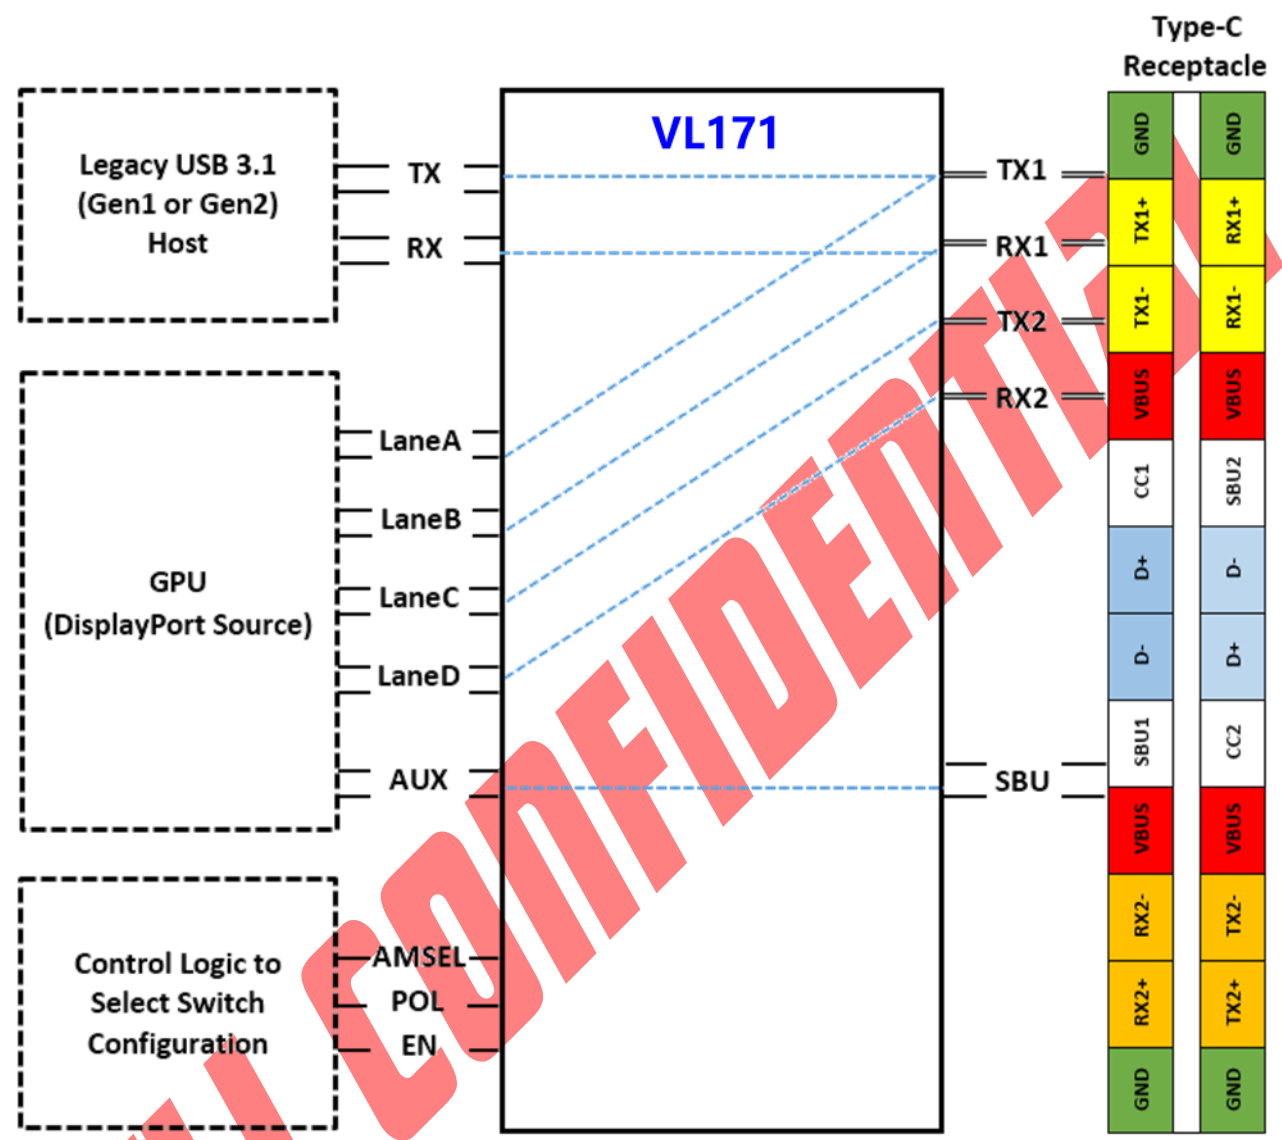 Type-C
Receptacle
VL171
Legacy USB 3.1
(Gen1 or Gen2)
Host
TX
RX
GPU
(DisplayPort Source)
LaneA
LaneB
LaneC
LaneD
AUX
Control Logic to
Select Switch
Configuration
AMSEL
POL
EN
TX1
RX1
TX2
RX2
SBU
GND
TX1+
TX1-
VBUS
CC1
D+
D-
SBU1
VBUS
RX2-
RX2+
GND
GND
RX1+
RX1-
VBUS
SBU2
D-
D+
CC2
VBUS
TX2-
TX2+
GND
CONFIDENTIAL